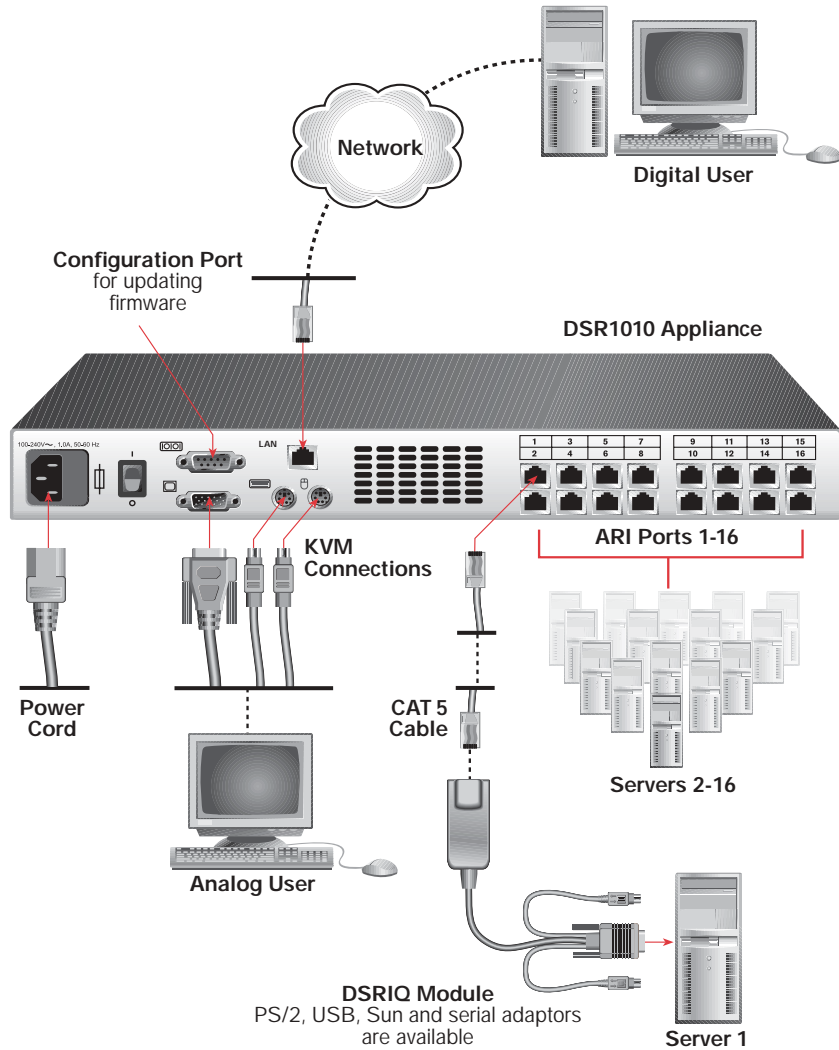 Network
Digital User
Configuration Port
for updating
firmware
DSR1010 Appliance
100-240V~, 1.0A, 50-60 Hz
LAN
1 3 5 7 9 11 13 15
2 4 6 8 10 12 14 16
ARI Ports 1-16
KVM
Connections
Power
Cord
CAT 5
Cable
Servers 2-16
Analog User
DSRIQ Module
PS/2, USB, Sun and serial adaptors
are available
Server 1